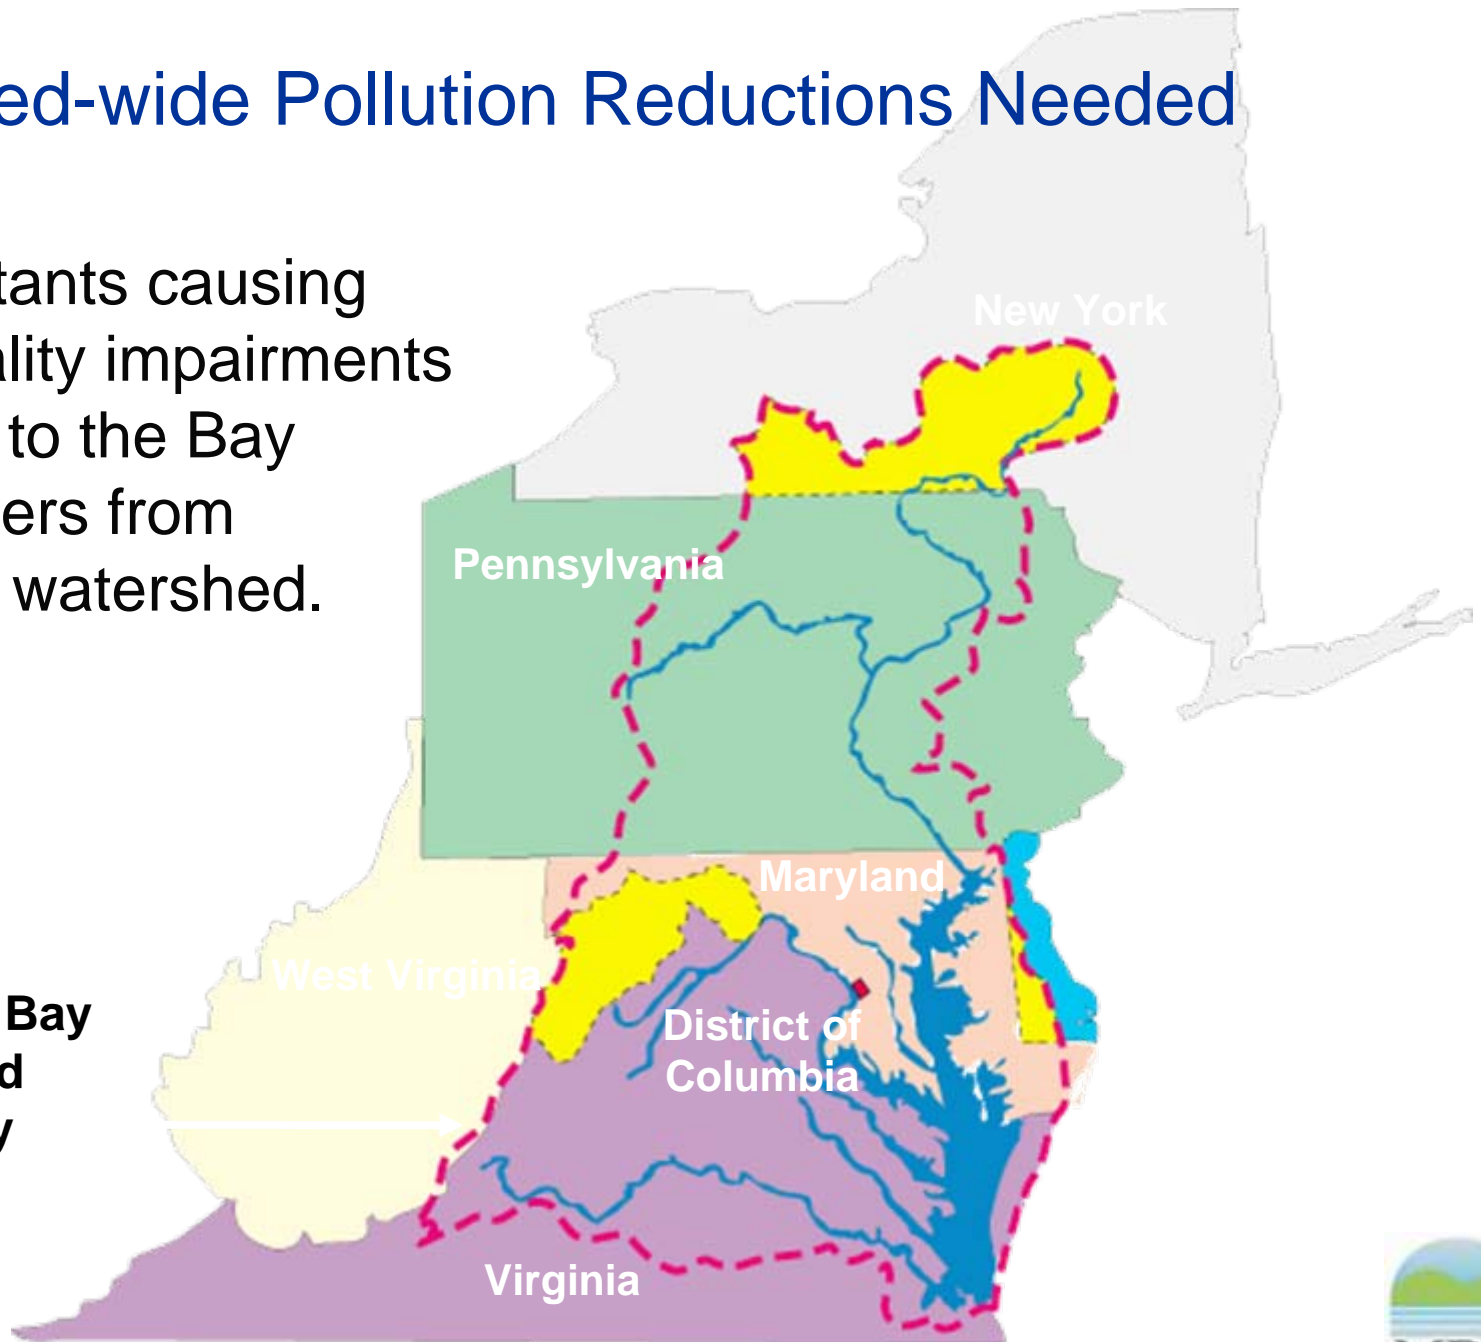 ed-wide Pollution Reductions Needed
tants causing
ality impairments
to the Bay
ers from
watershed.
New York
Pennsylvania
Maryland
West Virginia
District of
Columbia
Bay
d
y
Virginia